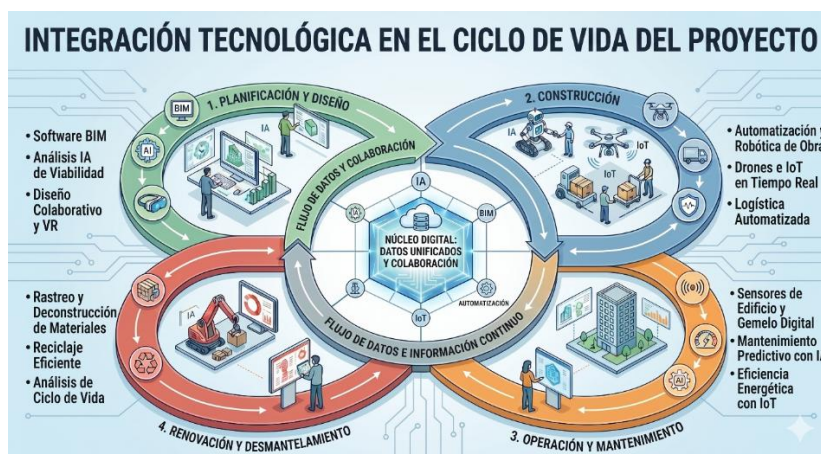 INTEGRACIÓN TECNOLÓGICA EN EL CICLO DE VIDA DEL PROYECTO
1. PLANIFICACIÓN Y DISEÑO
BIM
AI
IA
• Software BIM
• Análisis IA
de Viabilidad
• Diseño
Colaborativo
y VR
2. CONSTRUCCIÓN
IA
IoT
IoT
• Automatización y
Robótica de Obra
• Drones e IoT
en Tiempo Real
• Logística
Automatizada
FLUJO DE DATOS Y COLABORACIÓN
IA
BIM
NÚCLEO DIGITAL:
DATOS UNIFICADOS
Y COLABORACIÓN
AUTOMATIZACIÓN
IoT
FLUJO DE DATOS E INFORMACIÓN CONTINUO
• Rastreo y
Deconstrucción
de Materiales
• Reciclaje
Eficiente
• Análisis de
Ciclo de Vida
IA
4. RENOVACIÓN Y DESMANTELAMIENTO
• Sensores de
Edificio y
Gemelo Digital
• Mantenimiento
Predictivo con
• Eficiencia
Energética
con IoT
AI
3. OPERACIÓN Y MANTENIMIENTO